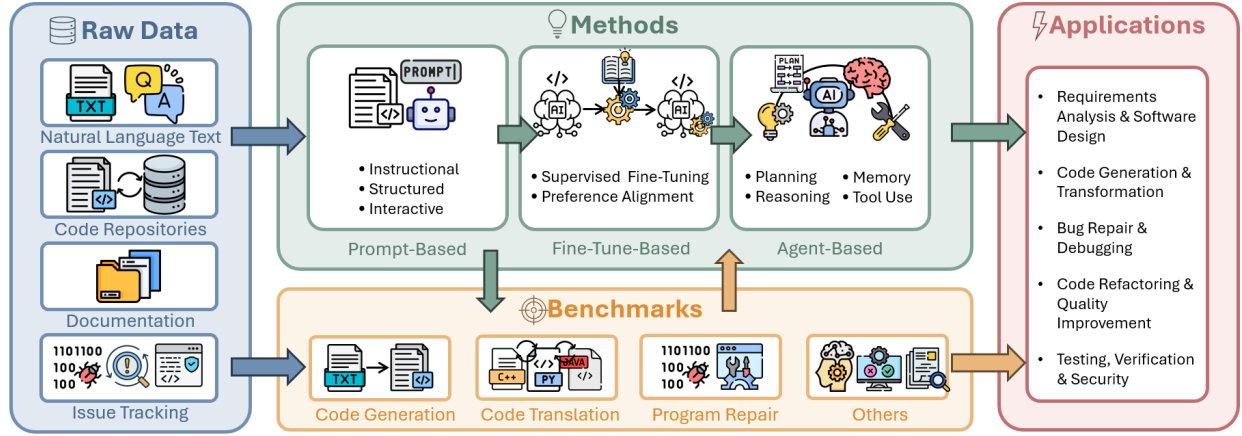 Raw Data
TXT
Q
A
Natural Language Text
</>
Code Repositories
Documentation
1101100
100
100
</>
Issue Tracking
Methods
PROMPT
</>
• Instructional
• Structured
• Interactive
Prompt-Based
</>
AI
</>
AI
• Supervised Fine-Tuning
• Preference Alignment
Fine-Tune-Based
PLAN
AI
• Planning
• Reasoning
• Memory
• Tool Use
Agent-Based
Benchmarks
TXT
</>
Code Generation
C++
</>
PY
JAVA
</>
Code Translation
1101100
100
100
Program Repair
Others
Applications
• Requirements
Analysis & Software
Design
• Code Generation &
Transformation
• Bug Repair &
Debugging
• Code Refactoring &
Quality
Improvement
• Testing, Verification
& Security